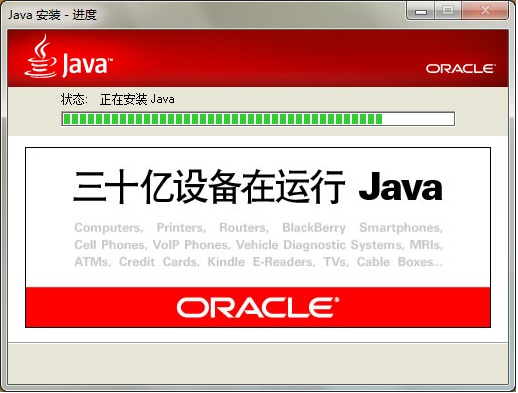 Java 安装 - 进度
Java™
ORACLE®
状态: 正在安装 Java
三十亿设备在运行 Java
Computers, Printers, Routers, BlackBerry Smartphones,
Cell Phones, VoIP Phones, Vehicle Diagnostic Systems, MRIs,
ATMs, Credit Cards, Kindle E-Readers, TVs, Cable Boxes...
ORACLE®